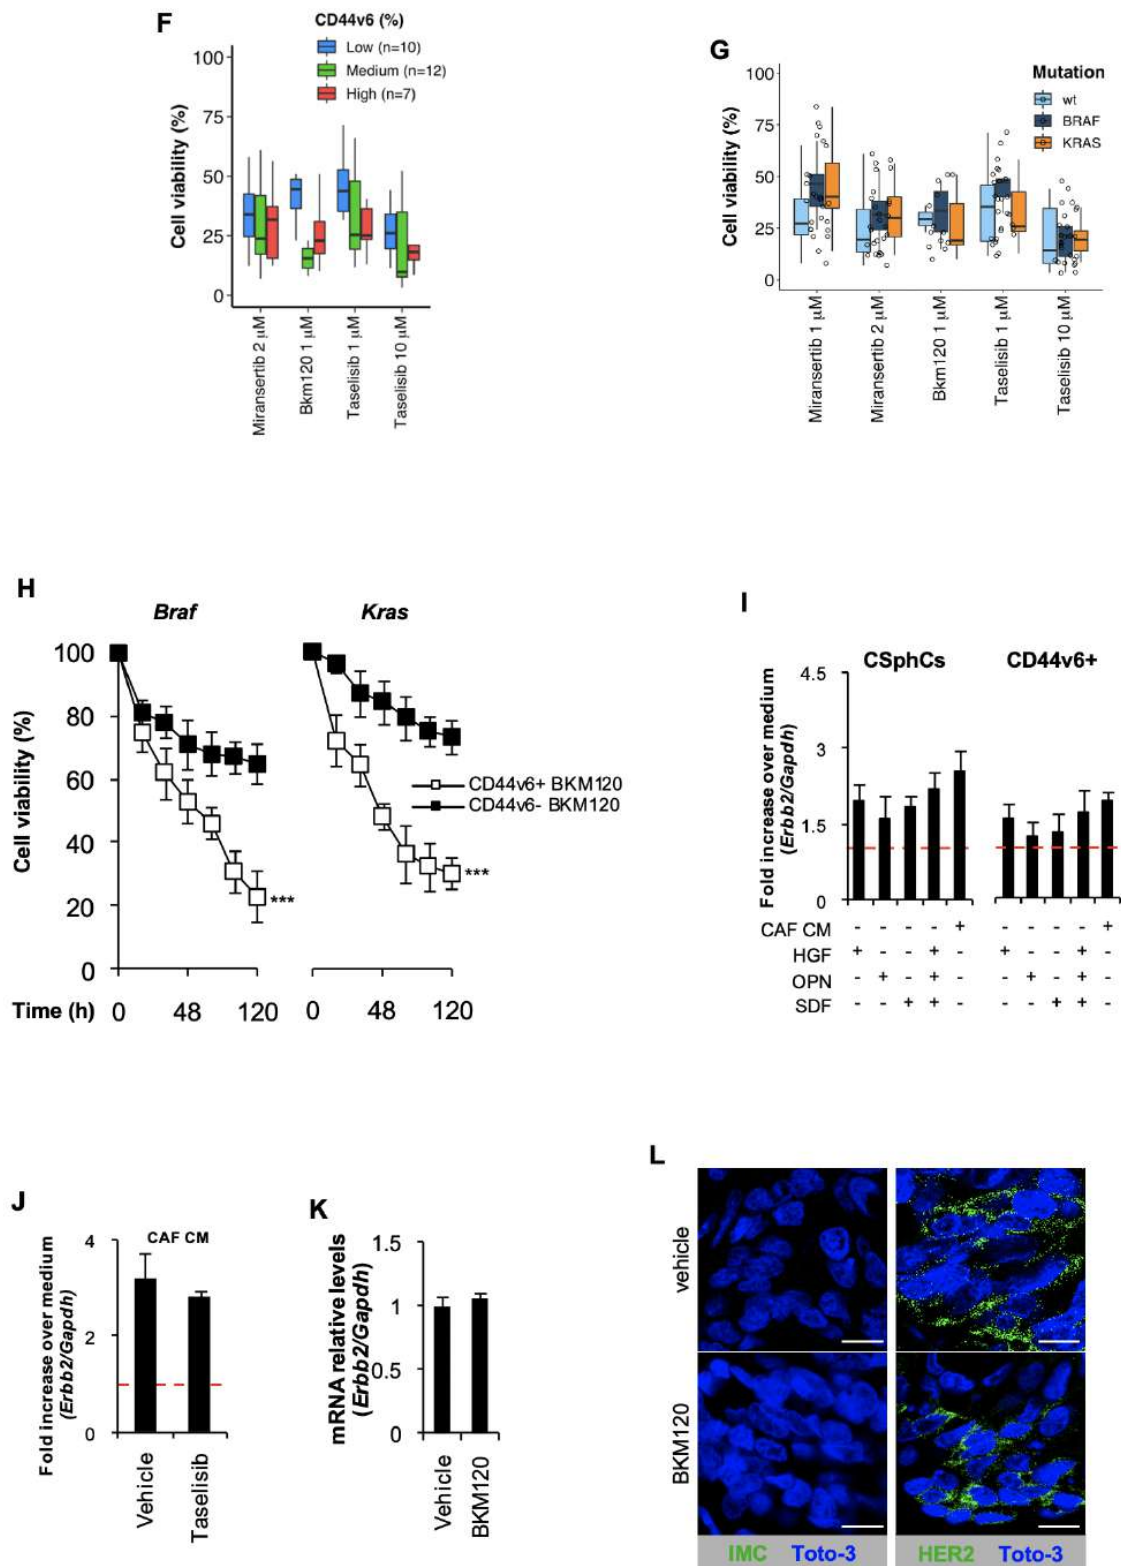 F
CD44v6 (%)
Low (n=10)
Medium (n=12)
High (n=7)
Cell viability (%)
100
75
50
25
0
Miransertib 2 µM
Bkm120 1 µM
Taselisib 1 µM
Taselisib 10 µM
G
Mutation
wt
BRAF
KRAS
Cell viability (%)
100
75
50
25
0
Miransertib 1 µM
Miransertib 2 µM
Bkm120 1 µM
Taselisib 1 µM
Taselisib 10 µM
H
Braf
Kras
Cell viability (%)
100
80
60
40
20
0
CD44v6+ BKM120
CD44v6- BKM120
***
***
Time (h) 0 48 120 0 48 120
I
CSphCs
CD44v6+
Fold increase over medium
(Erbb2/Gapdh)
4.5
3
1.5
0
CAF CM - - - - + - - - - +
HGF + - - + - + - - + -
OPN - + - + - - + - + -
SDF - - + + - - - + + -
J
CAF CM
Fold increase over medium
(Erbb2/Gapdh)
4
2
0
Vehicle
Taselisib
K
mRNA relative levels
(Erbb2/Gapdh)
1.5
1
0.5
0
Vehicle
BKM120
L
vehicle
BKM120
IMC Toto-3
HER2 Toto-3